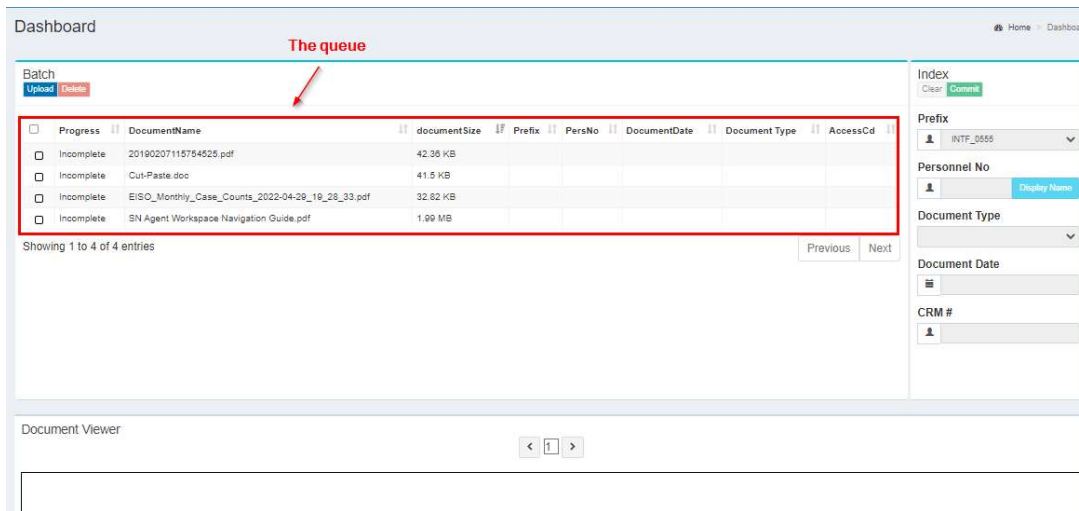 Dashboard
Home > Dashboa
The queue
Batch
Upload Delete
Index
Clear Commit
Progress DocumentName documentSize Prefix PersNo DocumentDate Document Type AccessCd
Incomplete 20190207115754525.pdf 42.36 KB
Incomplete Cut-Paste.doc 41.5 KB
Incomplete EISO_Monthly_Case_Counts_2022-04-29_19_28_33.pdf 32.82 KB
Incomplete SN Agent Workspace Navigation Guide.pdf 1.99 MB
Showing 1 to 4 of 4 entries
Previous Next
Prefix
INTF_0555
Personnel No
Display Name
Document Type
Document Date
CRM #
Document Viewer
< 1 >